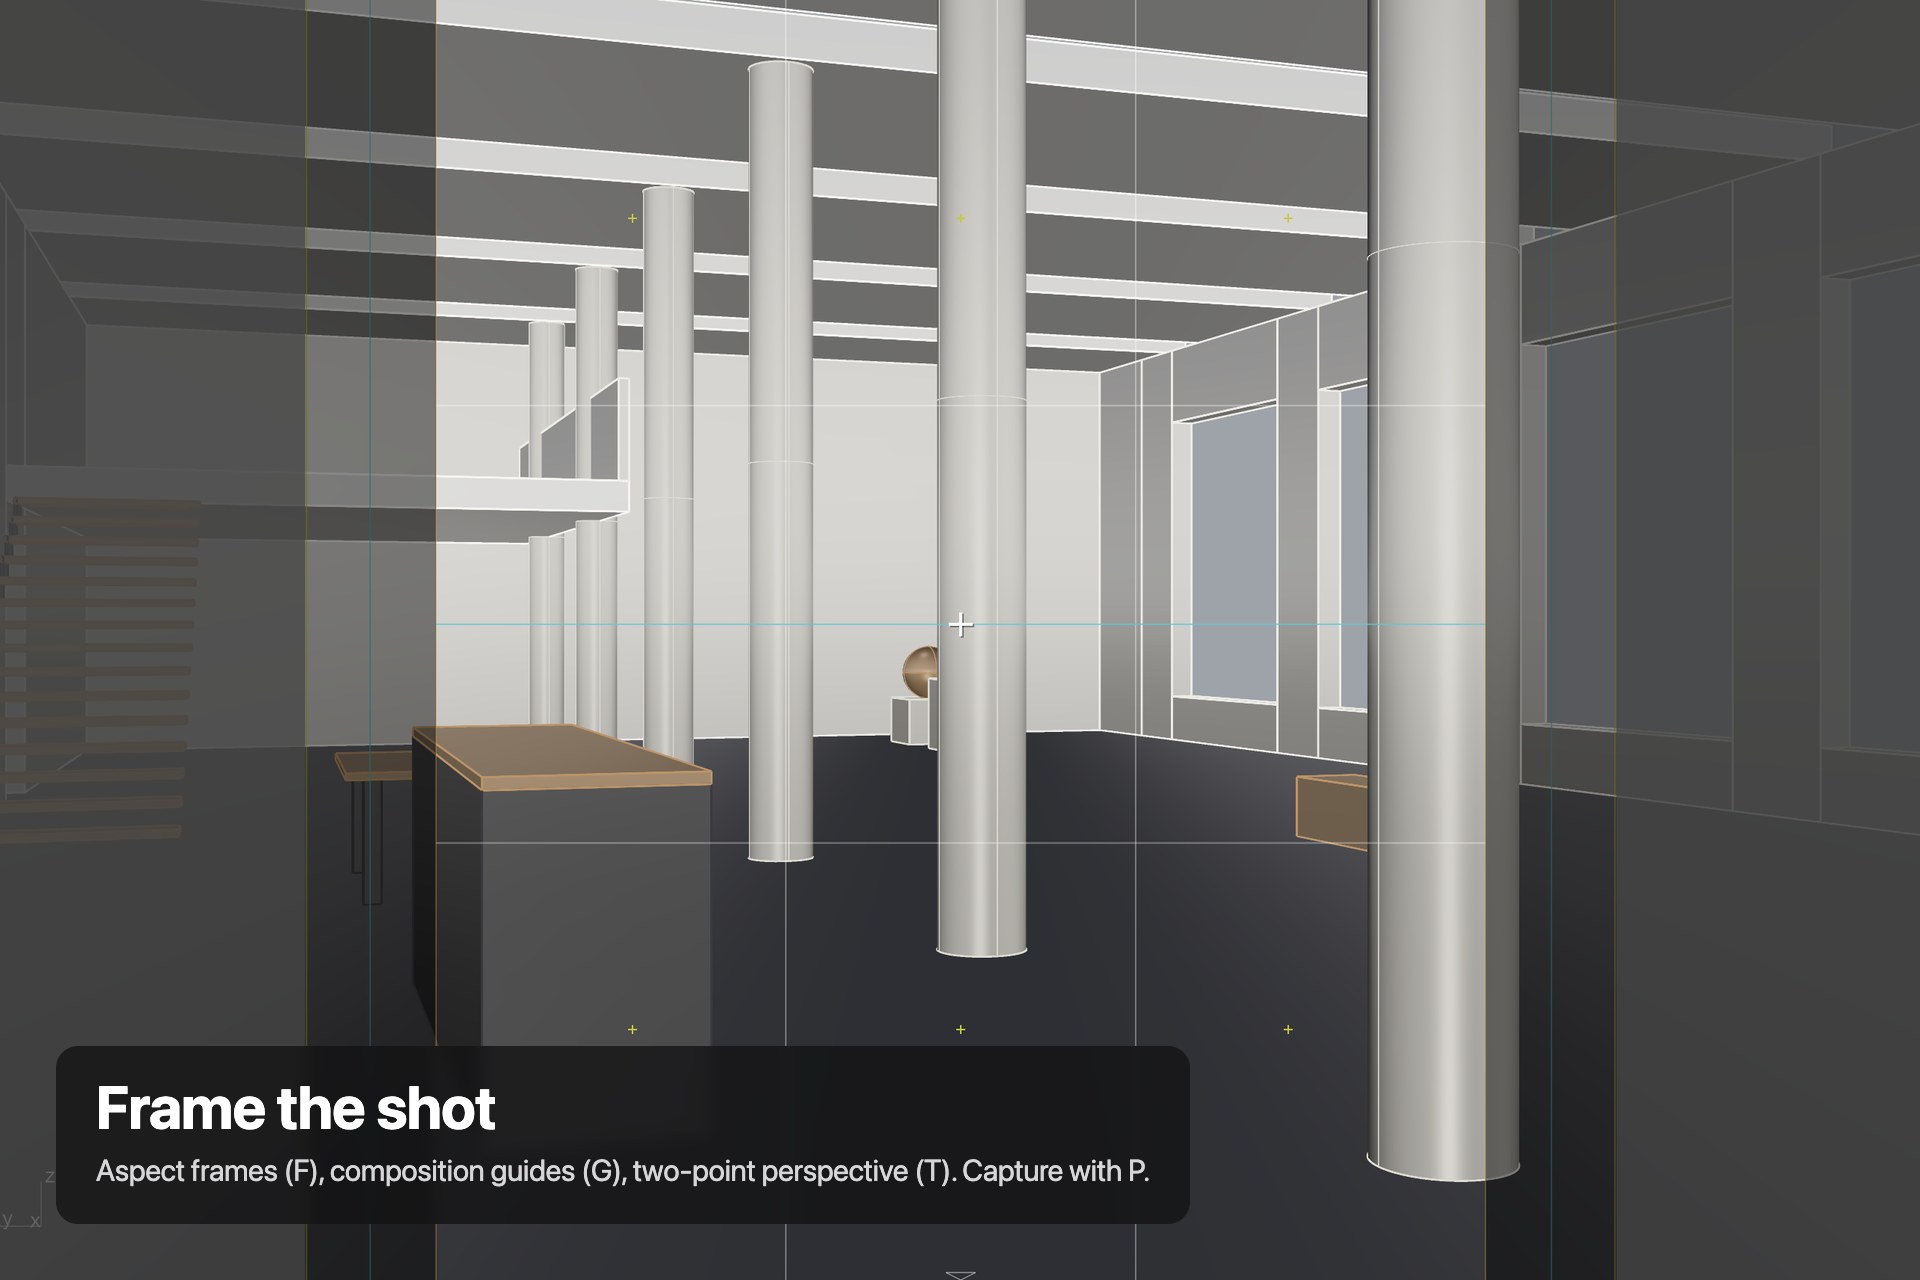 Frame the shot
Aspect frames (F), composition guides (G), two-point perspective (T). Capture with P.
z
y x